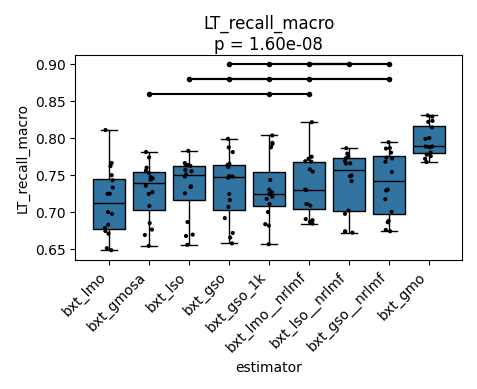 LT_recall_macro
p = 1.60e-08
LT_recall_macro
0.90
0.85
0.80
0.75
0.70
0.65
bxt_lmo
bxt_gmosa
bxt_lso
bxt_gso
bxt_gso_1k
bxt_lmo__nrlmf
bxt_lso__nrlmf
bxt_gso__nrlmf
bxt_gmo
estimator